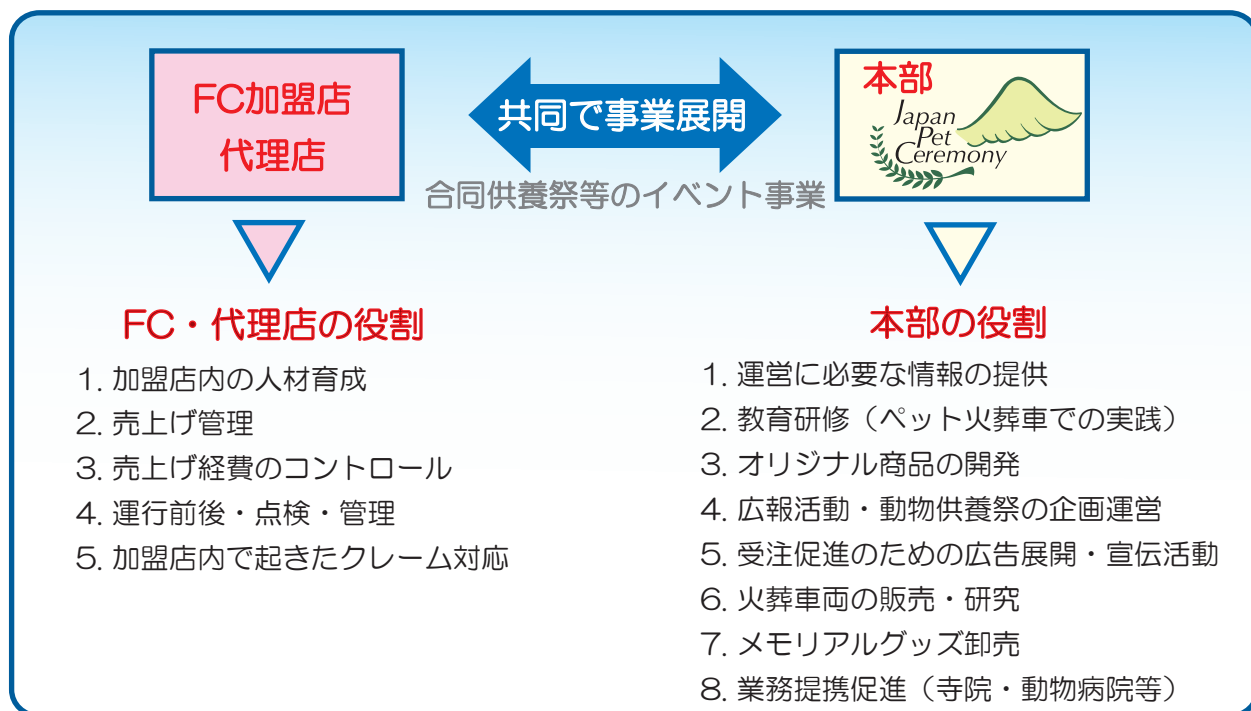 FC加盟店
代理店
共同で事業展開
合同供養祭等のイベント事業
本部
Japan
Pet
Ceremony
FC・代理店の役割
1. 加盟店内の人材育成
2. 売上げ管理
3. 売上げ経費のコントロール
4. 運行前後・点検・管理
5. 加盟店内で起きたクレーム対応
本部の役割
1. 運営に必要な情報の提供
2. 教育研修（ペット火葬車での実践）
3. オリジナル商品の開発
4. 広報活動・動物供養祭の企画運営
5. 受注促進のための広告展開・宣伝活動
6. 火葬車両の販売・研究
7. メモリアルグッズ卸売
8. 業務提携促進（寺院・動物病院等）